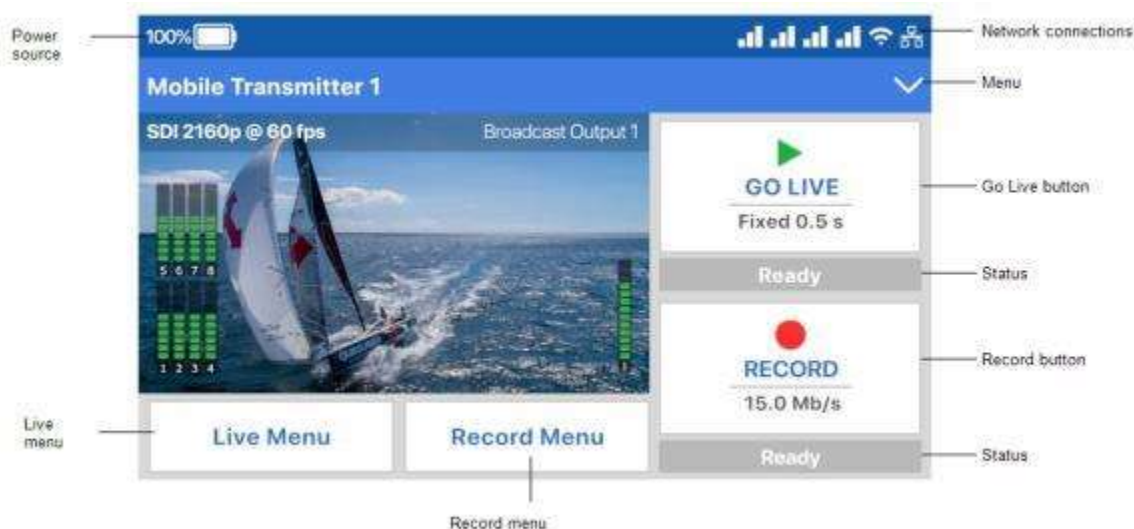 Power
source
100%
Network connections
Mobile Transmitter 1
Menu
SDI 2160p @ 60 fps
Broadcast Output 1
GO LIVE
Fixed 0.5 s
Go Live button
Ready
Status
5 6 7 8
1 2 3 4
RECORD
15.0 Mb/s
Record button
Live
menu
Live Menu
Record Menu
Ready
Status
Record menu